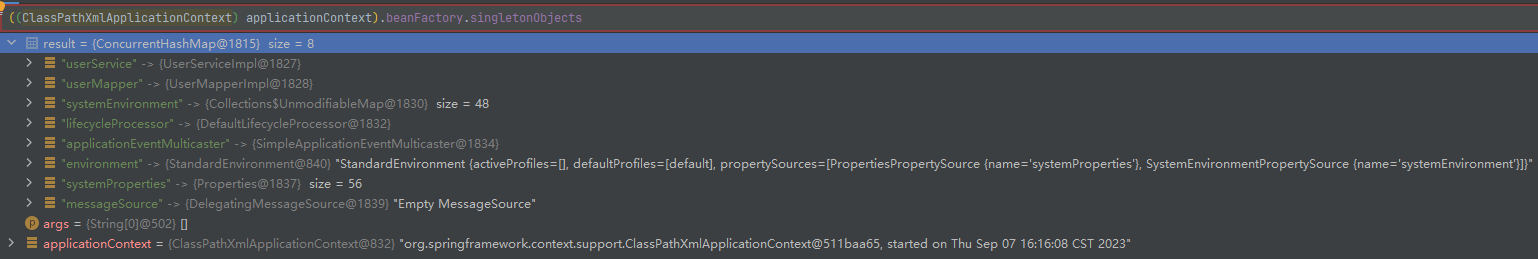 ((ClassPathXmlApplicationContext) applicationContext).beanFactory.singletonObjects
result = {ConcurrentHashMap@1815} size = 8
"userService" -> {UserServiceImpl@1827}
"userMapper" -> {UserMapperImpl@1828}
"systemEnvironment" -> {Collections$UnmodifiableMap@1830} size = 48
"lifecycleProcessor" -> {DefaultLifecycleProcessor@1832}
"applicationEventMulticaster" -> {SimpleApplicationEventMulticaster@1834}
"environment" -> {StandardEnvironment@840} "StandardEnvironment {activeProfiles=[], defaultProfiles=[default], propertySources=[PropertiesPropertySource {name='systemProperties'}, SystemEnvironmentPropertySource {name='systemEnvironment'}]}"
"systemProperties" -> {Properties@1837} size = 56
"messageSource" -> {DelegatingMessageSource@1839} "Empty MessageSource"
p args = {String[0]@502} []
applicationContext = {ClassPathXmlApplicationContext@832} "org.springframework.context.support.ClassPathXmlApplicationContext@511baa65, started on Thu Sep 07 16:16:08 CST 2023"